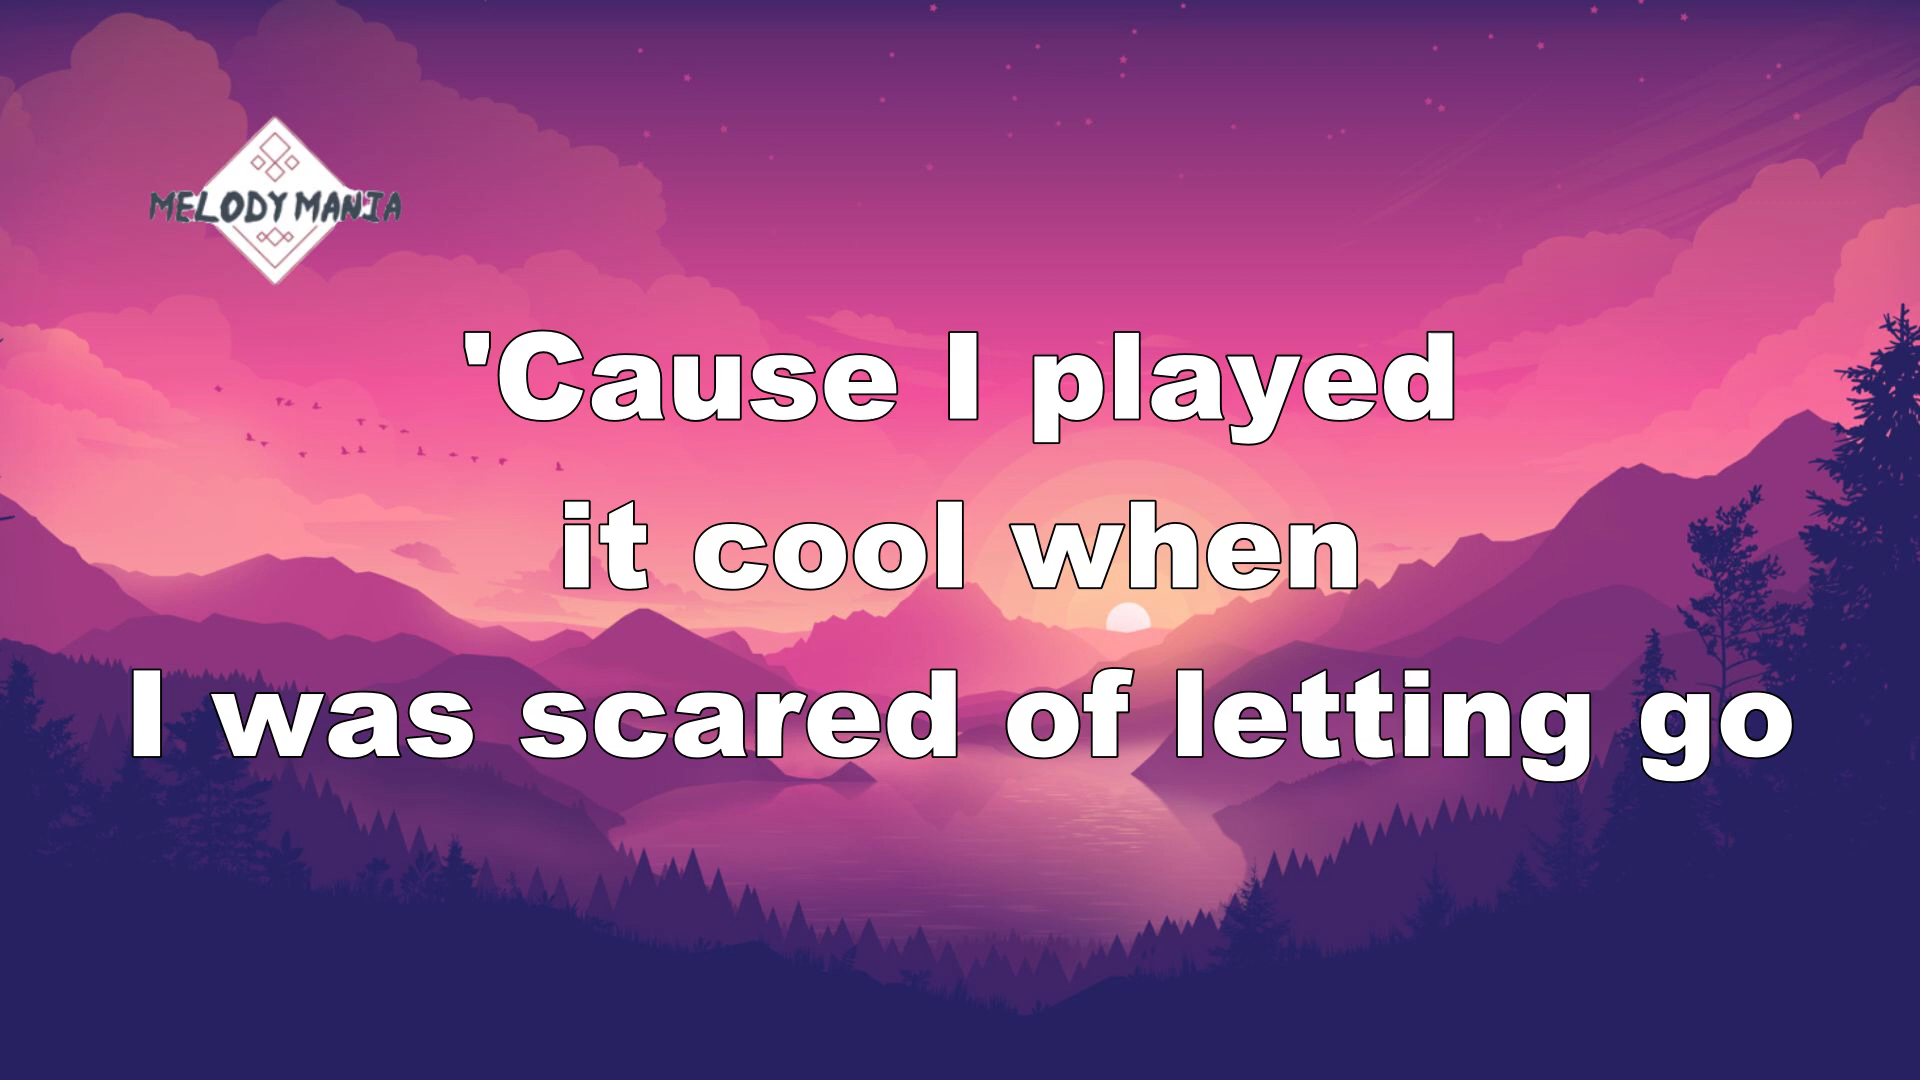 MELODY MANIA
'Cause I played
it cool when
I was scared of letting go